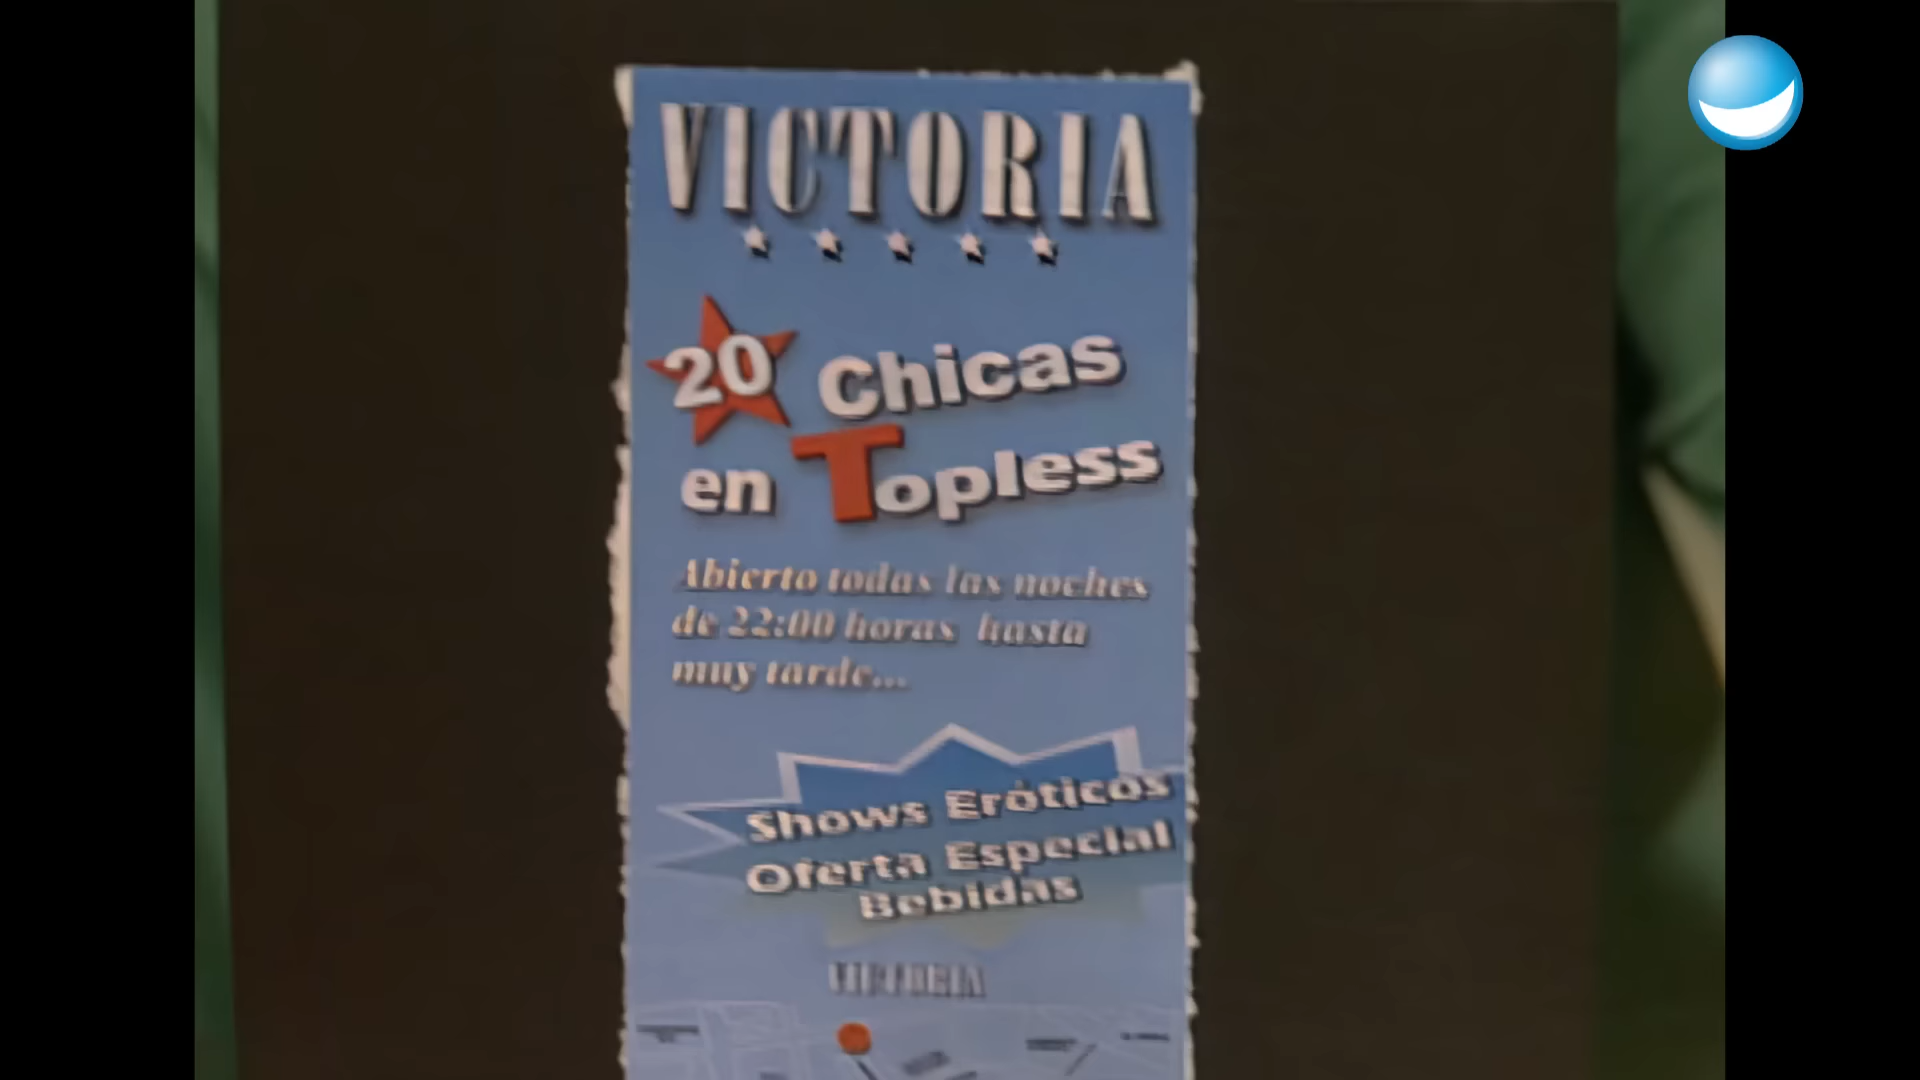 VICTORIA
20 Chicas
en Topless
Abierto todas las noches
de 22:00 horas hasta
muy tarde...
Shows Eróticos
Oferta Especial
Bebidas
VICTORIA